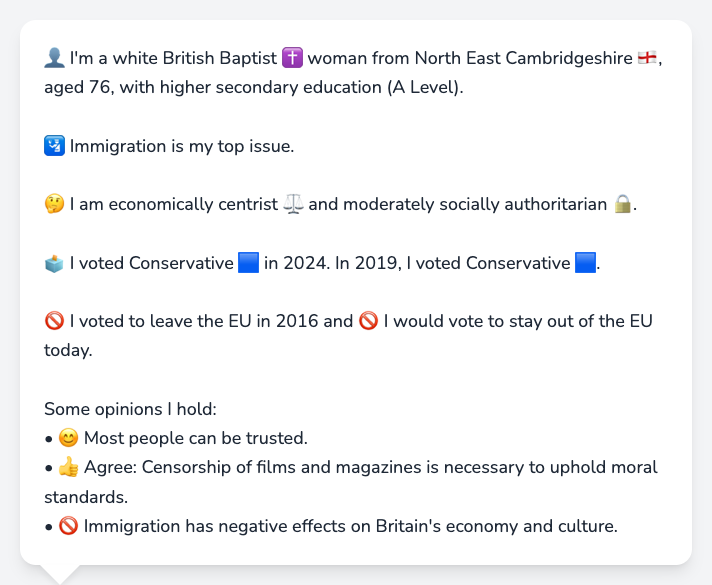 👤 I'm a white British Baptist ✝️ woman from North East Cambridgeshire 🏴󠁧󠁢󠁥󠁮󠁧󠁿,
aged 76, with higher secondary education (A Level).
🛂 Immigration is my top issue.
🤔 I am economically centrist ⚖️ and moderately socially authoritarian 🔒.
🗳️ I voted Conservative 🟦 in 2024. In 2019, I voted Conservative 🟦.
🚫 I voted to leave the EU in 2016 and 🚫 I would vote to stay out of the EU
today.
Some opinions I hold:
• 😊 Most people can be trusted.
• 👍 Agree: Censorship of films and magazines is necessary to uphold moral
standards.
• 🚫 Immigration has negative effects on Britain's economy and culture.